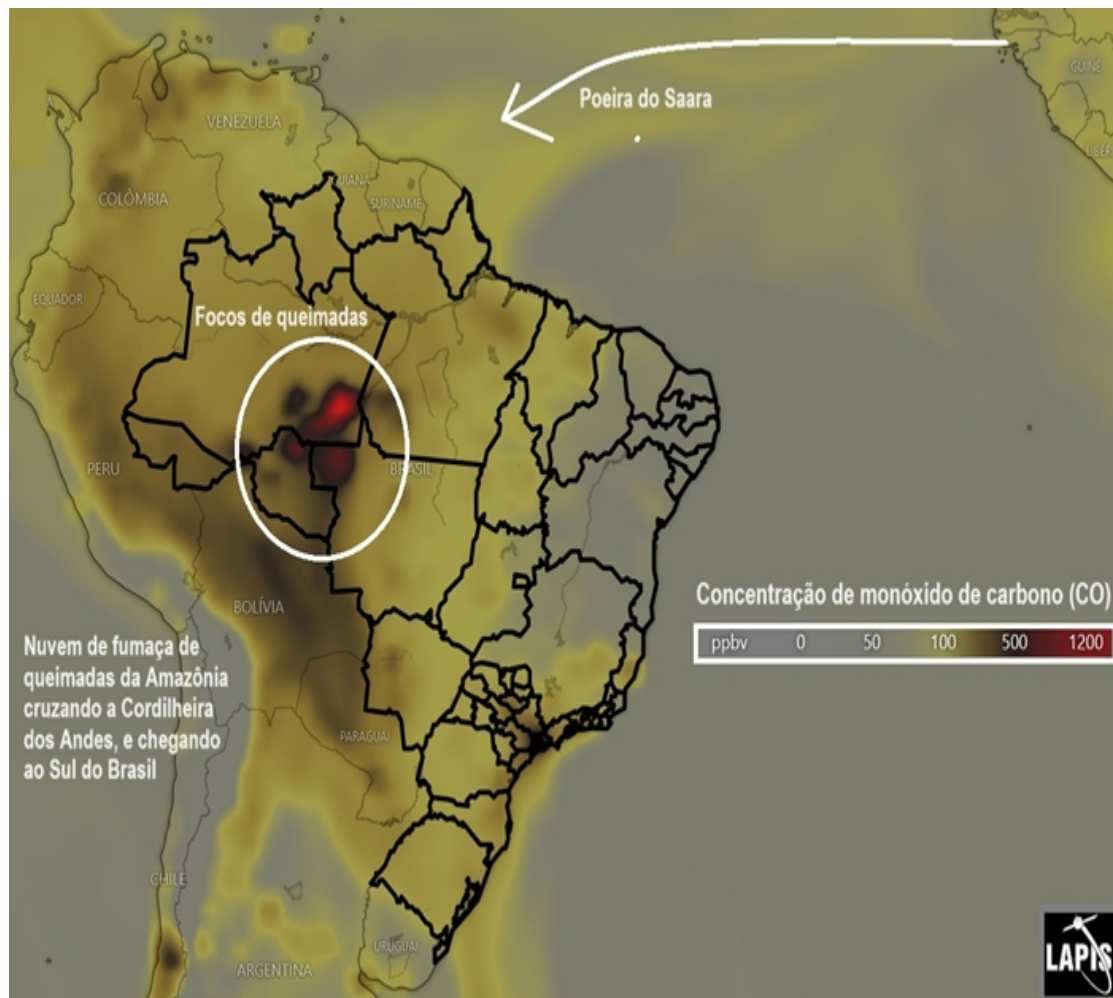 Poeira do Saara
GUINÉ
VENEZUELA
COLÔMBIA
GUIANA
SURINAME
EQUADOR
Focos de queimadas
PERU
BRASIL
BOLÍVIA
Concentração de monóxido de carbono (CO)
ppbv 0 50 100 500 1200
Nuvem de fumaça de
queimadas da Amazônia
cruzando a Cordilheira
dos Andes, e chegando
ao Sul do Brasil
PARAGUAI
CHILE
URUGUAI
ARGENTINA
LAPIS